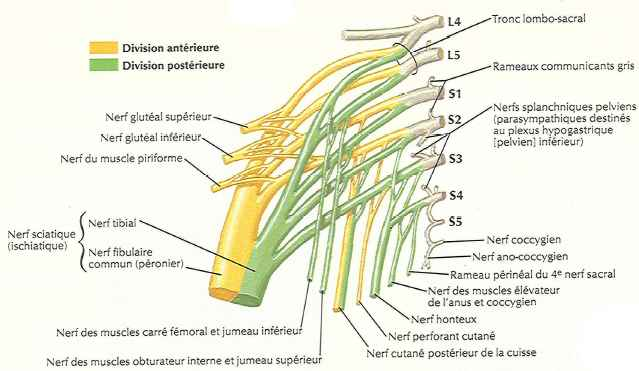 L4
Tronc lombo-sacral
Division antérieure
Division postérieure
L5
Rameaux communicants gris
S1
Nerf glutéal supérieur
Nerf glutéal inférieur
Nerf du muscle piriforme
S2
Nerfs splanchniques pelviens
(parasympathiques destinés
au plexus hypogastrique
[pelvien] inférieur)
S3
S4
S5
Nerf sciatique
(ischiatique)
Nerf tibial
Nerf fibulaire
commun (péronier)
Nerf coccygien
Nerf ano-coccygien
Rameau périnéal du 4e nerf sacral
Nerf des muscles élévateur
de l'anus et coccygien
Nerf honteux
Nerf perforant cutané
Nerf cutané postérieur de la cuisse
Nerf des muscles carré fémoral et jumeau inférieur
Nerf des muscles obturateur interne et jumeau supérieur